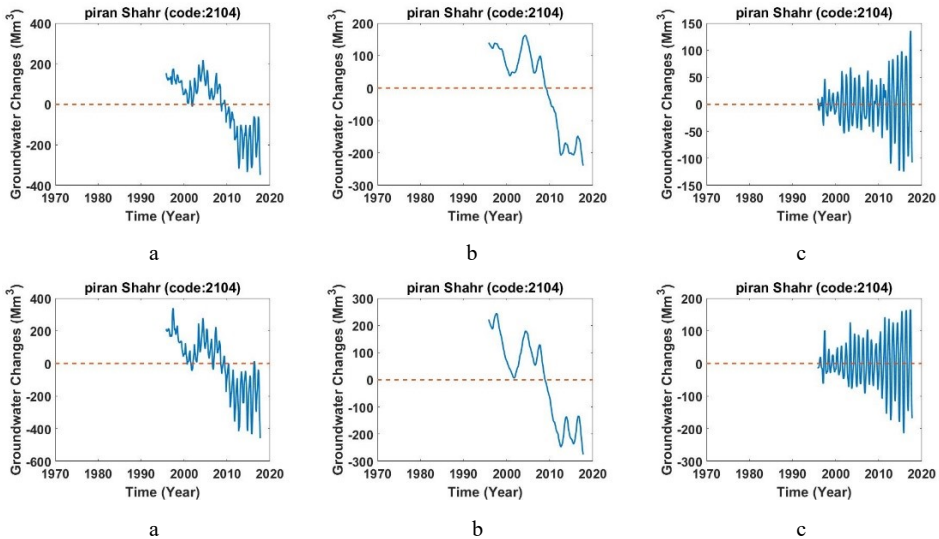 piran Shahr (code:2104)
Groundwater Changes (Mm³)
400
200
0
-200
-400
1970 1980 1990 2000 2010 2020
Time (Year)
a
piran Shahr (code:2104)
Groundwater Changes (Mm³)
200
100
0
-100
-200
-300
1970 1980 1990 2000 2010 2020
Time (Year)
b
piran Shahr (code:2104)
Groundwater Changes (Mm³)
150
100
50
0
-50
-100
-150
1970 1980 1990 2000 2010 2020
Time (Year)
c
piran Shahr (code:2104)
Groundwater Changes (Mm³)
400
200
0
-200
-400
-600
1970 1980 1990 2000 2010 2020
Time (Year)
a
piran Shahr (code:2104)
Groundwater Changes (Mm³)
300
200
100
0
-100
-200
-300
1970 1980 1990 2000 2010 2020
Time (Year)
b
piran Shahr (code:2104)
Groundwater Changes (Mm³)
200
100
0
-100
-200
-300
1970 1980 1990 2000 2010 2020
Time (Year)
c